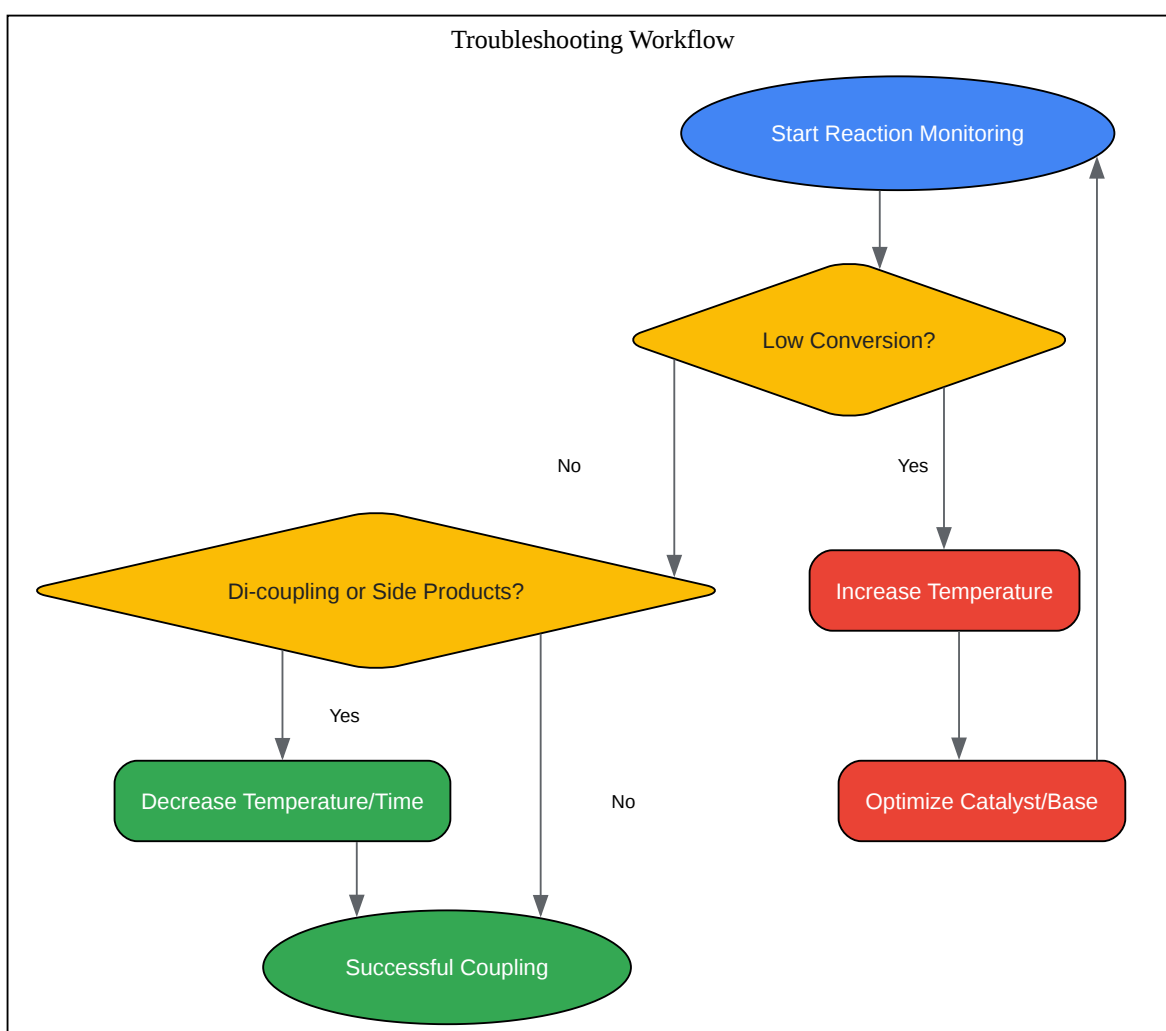 Troubleshooting Workflow
Start Reaction Monitoring
Low Conversion?
No
Yes
Di-coupling or Side Products?
Increase Temperature
Yes
Decrease Temperature/Time
No
Optimize Catalyst/Base
Successful Coupling